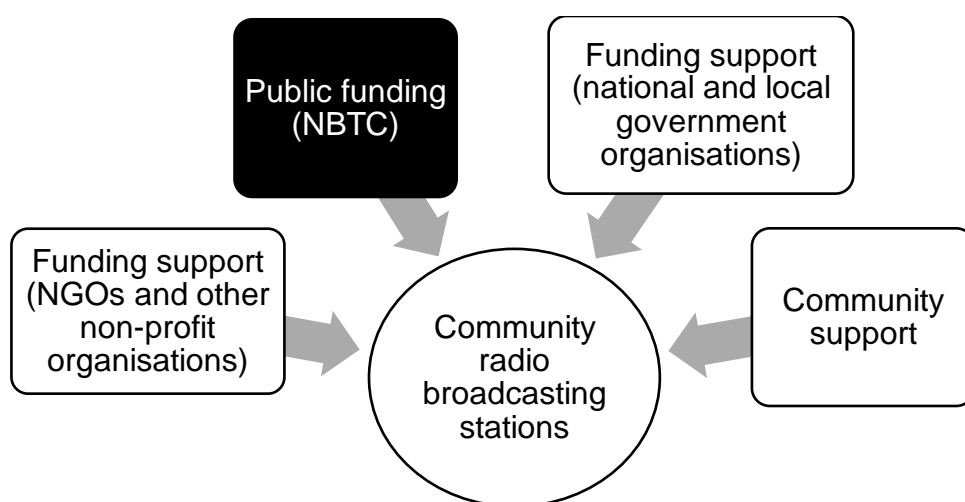 Public funding
(NBTC)
Funding support
(national and local
government
organisations)
Funding support
(NGOs and other
non-profit
organisations)
Community
radio
broadcasting
stations
Community
support